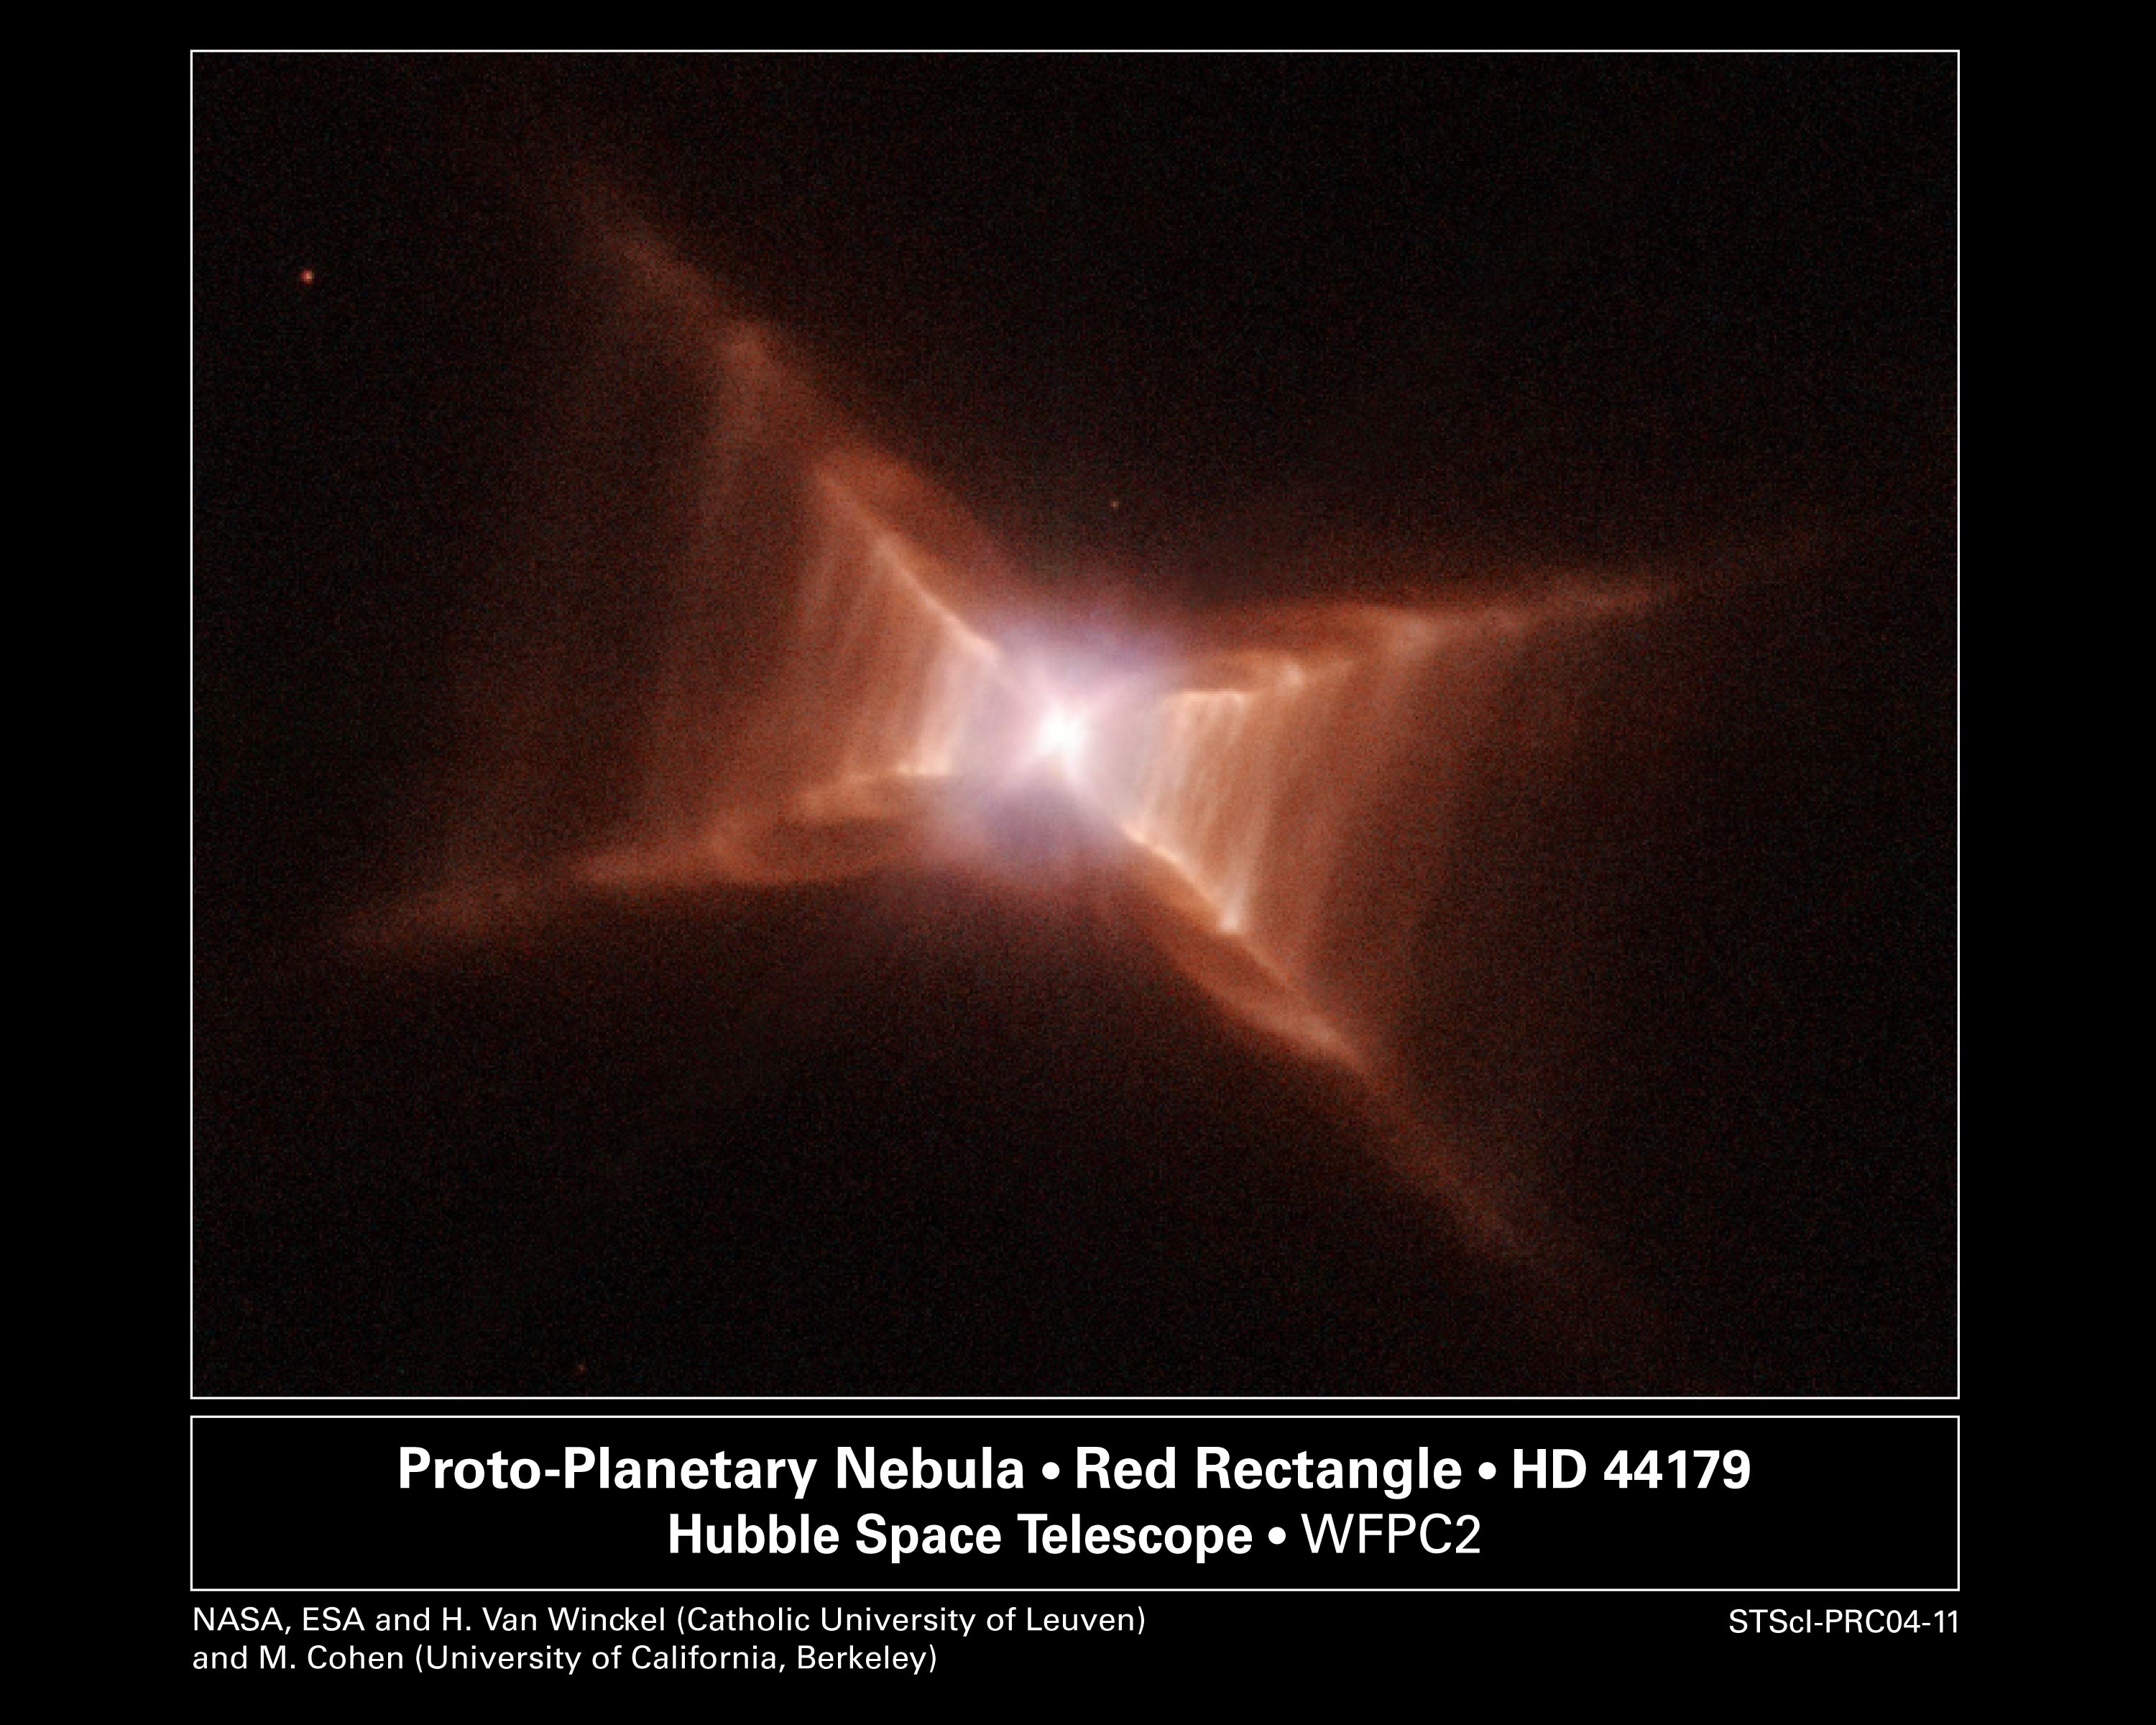 Proto-Planetary Nebula • Red Rectangle • HD 44179
Hubble Space Telescope • WFPC2
NASA, ESA and H. Van Winckel (Catholic University of Leuven)
and M. Cohen (University of California, Berkeley)
STScI-PRC04-11